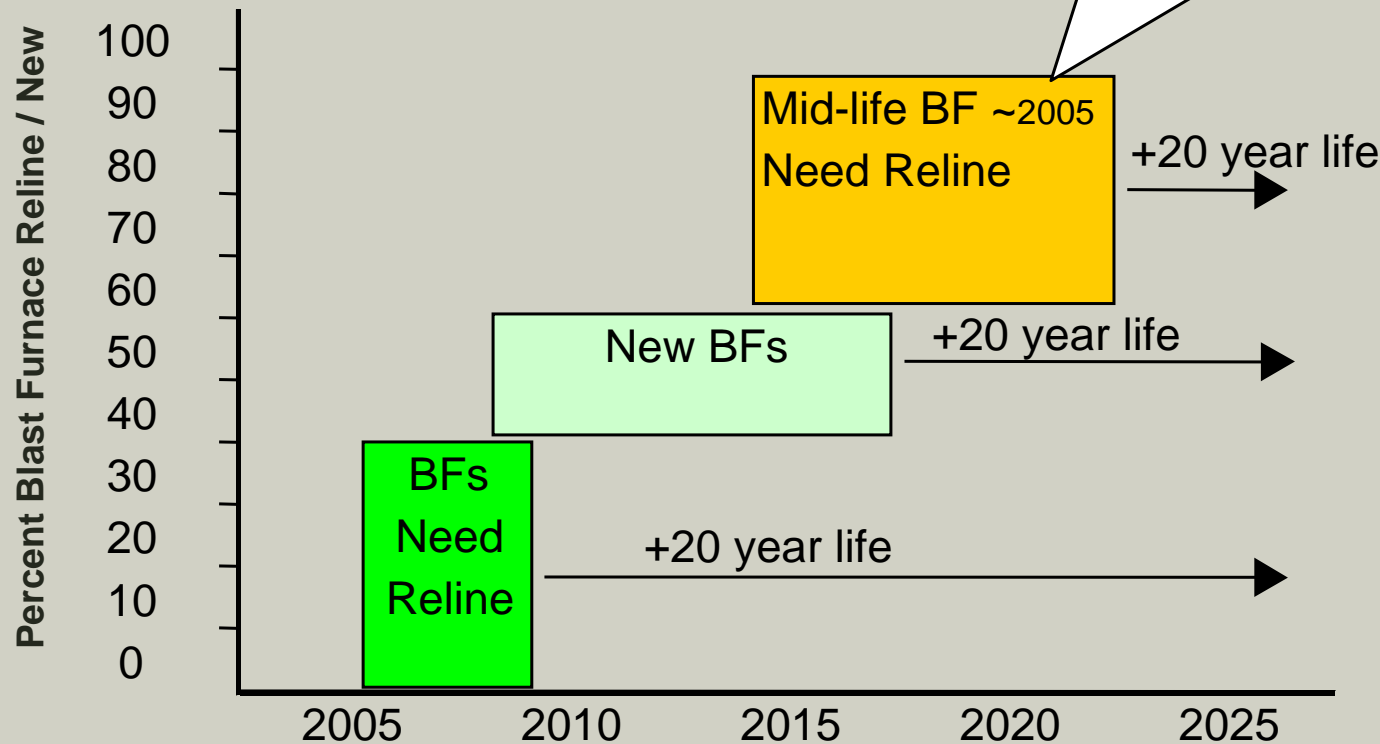 Percent Blast Furnace Reline / New
100
90
80
70
60
50
40
30
20
10
0
Mid-life BF ~2005
Need Reline
+20 year life
New BFs
+20 year life
BFs
Need
Reline
+20 year life
2005 2010 2015 2020 2025